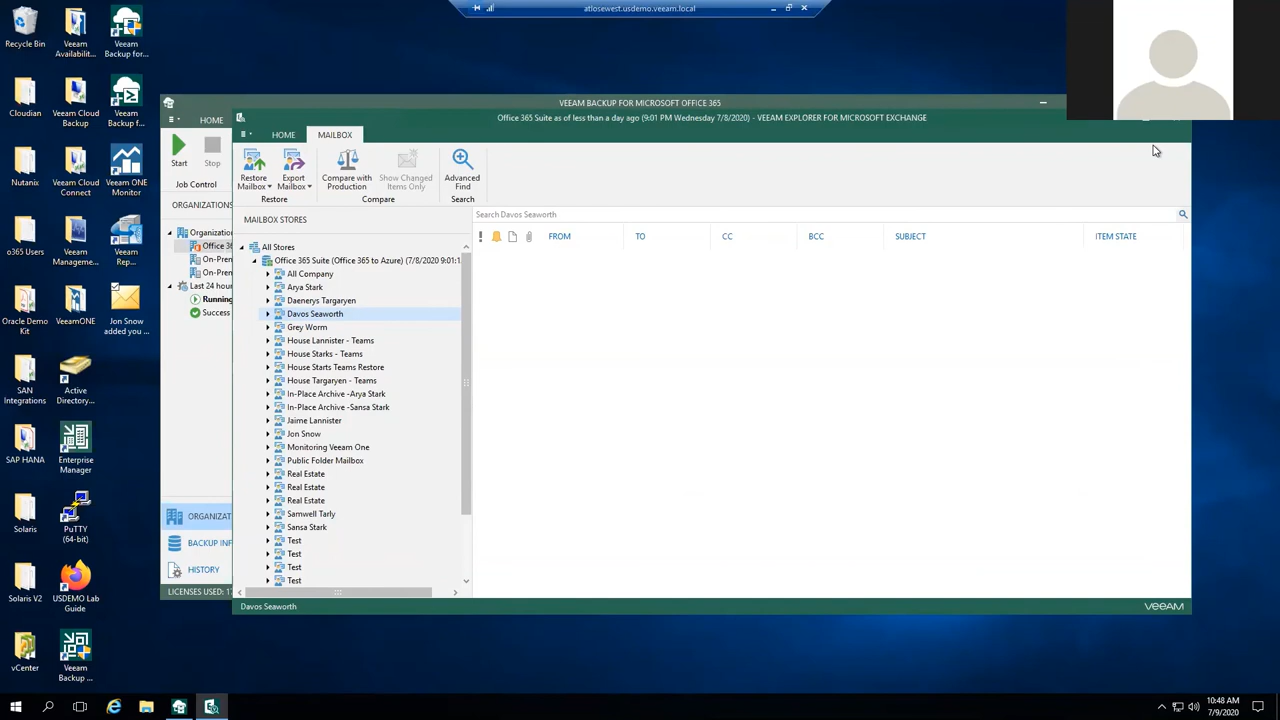 atlosewest.usdemo.veeam.local
Recycle Bin
Veeam Availabilit...
Veeam Backup for...
Cloudian
Veeam Cloud Backup
Veeam Backup f...
Nutanix
Veeam Cloud Connect
Veeam ONE Monitor
o365 Users
Veeam Manageme...
Veeam Rep...
Oracle Demo Kit
VeeamONE
Jon Snow added you ...
SAN Integrations
Active Directory...
SAP HANA
Enterprise Manager
Solaris
PuTTY (64-bit)
Solaris V2
USDEMO Lab Guide
vCenter
Veeam Backup ...
VEEAM BACKUP FOR MICROSOFT OFFICE 365
HOME
Start
Stop
Job Control
ORGANIZATIONS
Organizatio
Office 36
On-Prem
On-Prem
Last 24 hour
Running
Success
ORGANIZAT
BACKUP INF
HISTORY
LICENSES USED: 17
Office 365 Suite as of less than a day ago (9:01 PM Wednesday 7/8/2020) - VEEAM EXPLORER FOR MICROSOFT EXCHANGE
HOME
MAILBOX
Restore Mailbox
Export Mailbox
Compare with Production
Show Changed Items Only
Advanced Find
Restore
Compare
Search
MAILBOX STORES
Search Davos Seaworth
FROM
TO
CC
BCC
SUBJECT
ITEM STATE
All Stores
Office 365 Suite (Office 365 to Azure) (7/8/2020 9:01:1
All Company
Arya Stark
Daenerys Targaryen
Davos Seaworth
Grey Worm
House Lannister - Teams
House Starks - Teams
House Starts Teams Restore
House Targaryen - Teams
In-Place Archive -Arya Stark
In-Place Archive -Sansa Stark
Jaime Lannister
Jon Snow
Monitoring Veeam One
Public Folder Mailbox
Real Estate
Real Estate
Real Estate
Samwell Tarly
Sansa Stark
Test
Test
Test
Test
Davos Seaworth
VEEAM
10:48 AM
7/9/2020